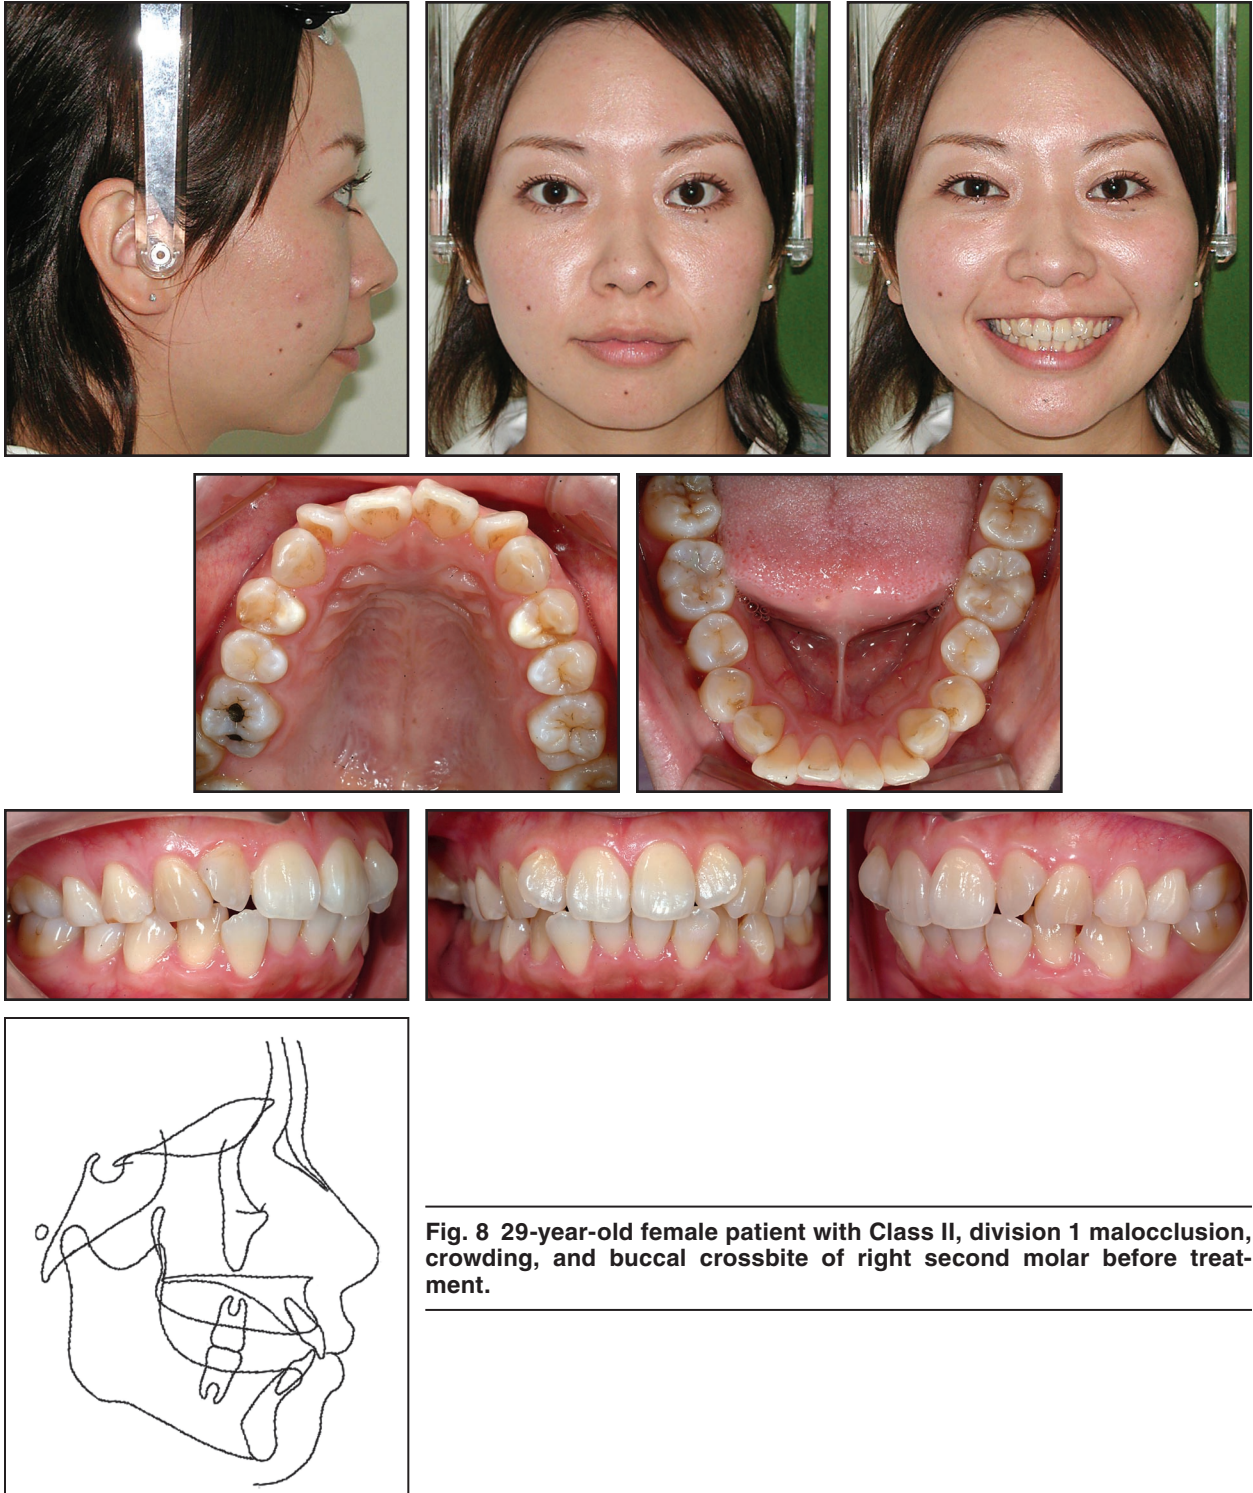 Fig. 8 29-year-old female patient with Class II, division 1 malocclusion,
crowding, and buccal crossbite of right second molar before treat-
ment.